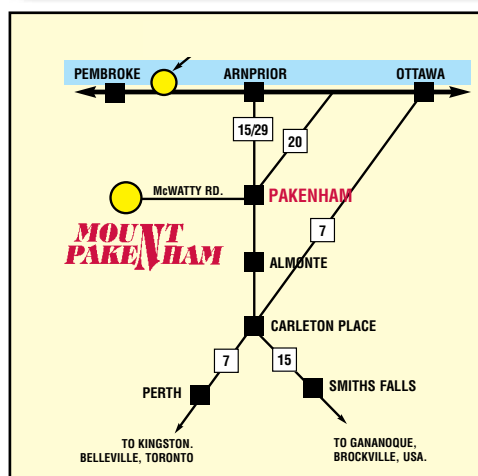 PEMBROKE ARNPRIOR OTTAWA
15/29
20
McWATTY RD.
PAKENHAM
MOUNT
PAKENHAM
7
ALMONTE
CARLETON PLACE
7 15
PERTH SMITHS FALLS
TO KINGSTON.
BELLEVILLE, TORONTO
TO GANANOQUE,
BROCKVILLE, USA.